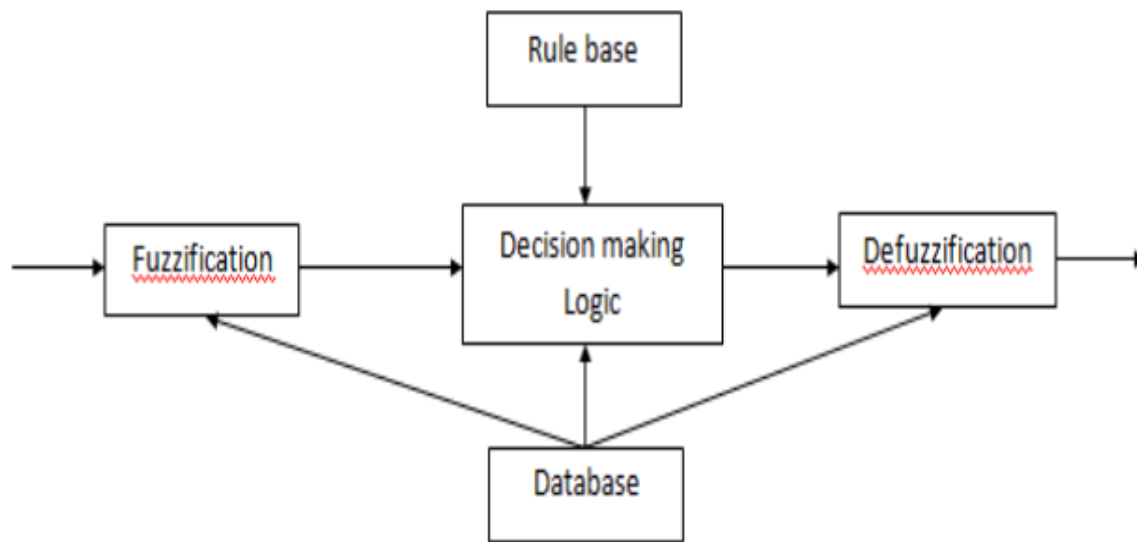 Rule base
Fuzzification
Decision making
Logic
Defuzzification
Database